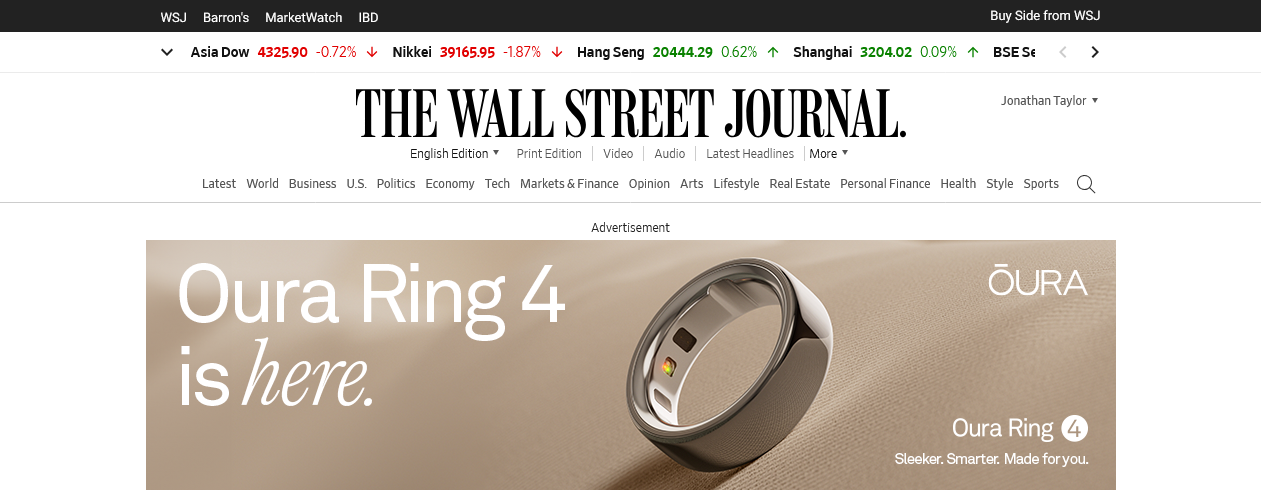 WSJ Barron's MarketWatch IBD Buy Side from WSJ
Asia Dow 4325.90 -0.72% Nikkei 39165.95 -1.87% Hang Seng 20444.29 0.62% Shanghai 3204.02 0.09% BSE Se
THE WALL STREET JOURNAL.
Jonathan Taylor
English Edition Print Edition Video Audio Latest Headlines More
Latest World Business U.S. Politics Economy Tech Markets & Finance Opinion Arts Lifestyle Real Estate Personal Finance Health Style Sports
Advertisement
Oura Ring 4
is here.
ŌURA
Oura Ring 4
Sleeker. Smarter. Made for you.